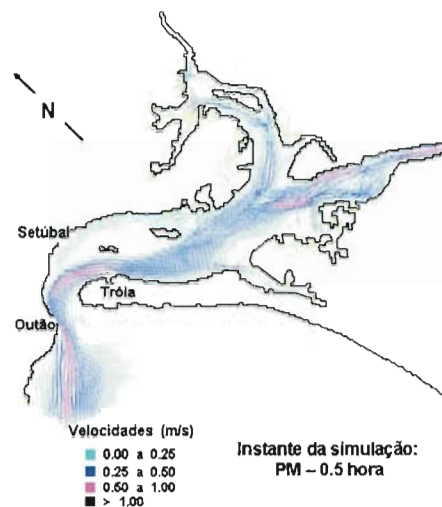 N
Setúbal
Tróia
Outão
Velocidades (m/s)
0.00 a 0.25
0.25 a 0.50
0.50 a 1.00
> 1.00
Instante da simulação:
PM – 0.5 hora